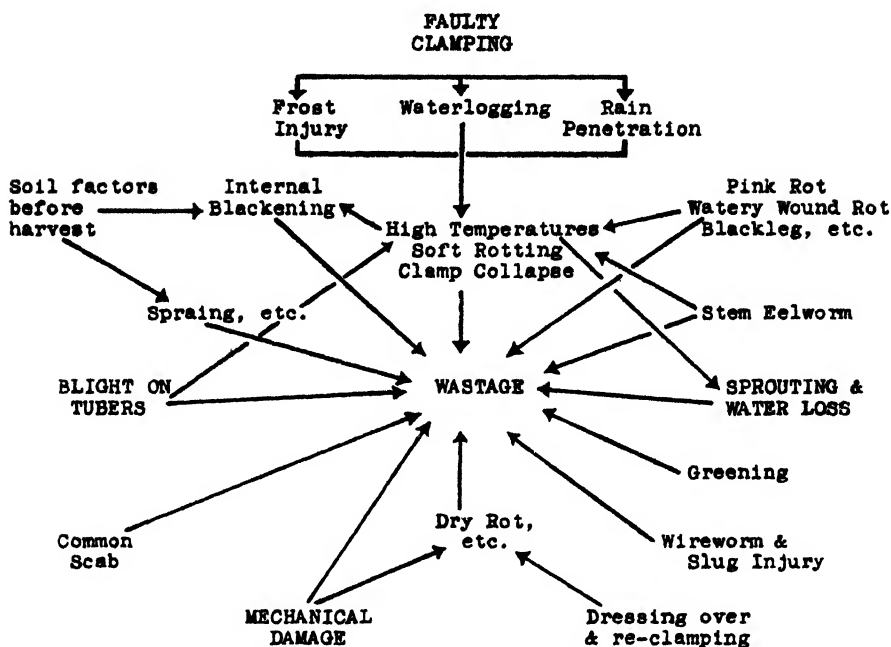 FAULTY
CLAMPING
Frost
Injury
Waterlogging
Rain
Penetration
Soil factors
before
harvest
Internal
Blackening
High Temperatures
Soft Rotting
Clamp Collapse
Pink Rot
Watery Wound Rot
Blackleg, etc.
Spraing, etc.
Stem Eelworm
BLIGHT ON
TUBERS
WASTAGE
SPROUTING &
WATER LOSS
Greening
Common
Scab
Dry Rot,
etc.
Wireworm &
Slug Injury
MECHANICAL
DAMAGE
Dressing over
& re-clamping